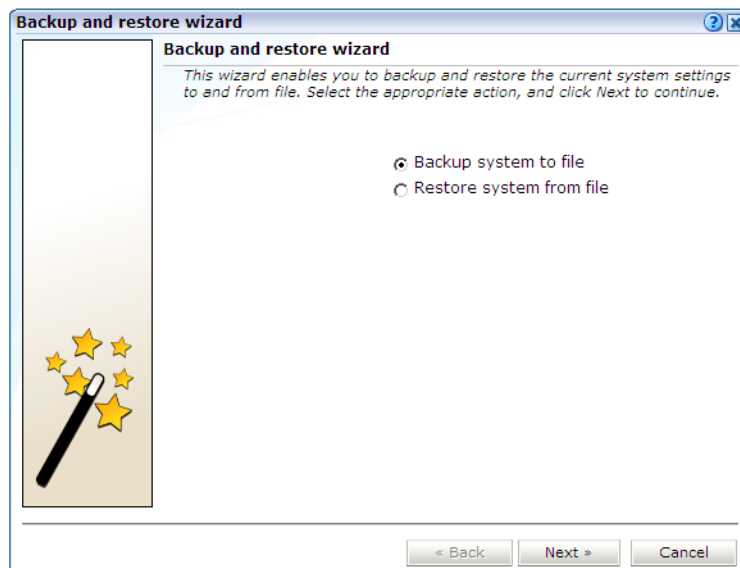 Backup and restore wizard
Backup and restore wizard
This wizard enables you to backup and restore the current system settings
to and from file. Select the appropriate action, and click Next to continue.
Backup system to file
Restore system from file
« Back
Next »
Cancel